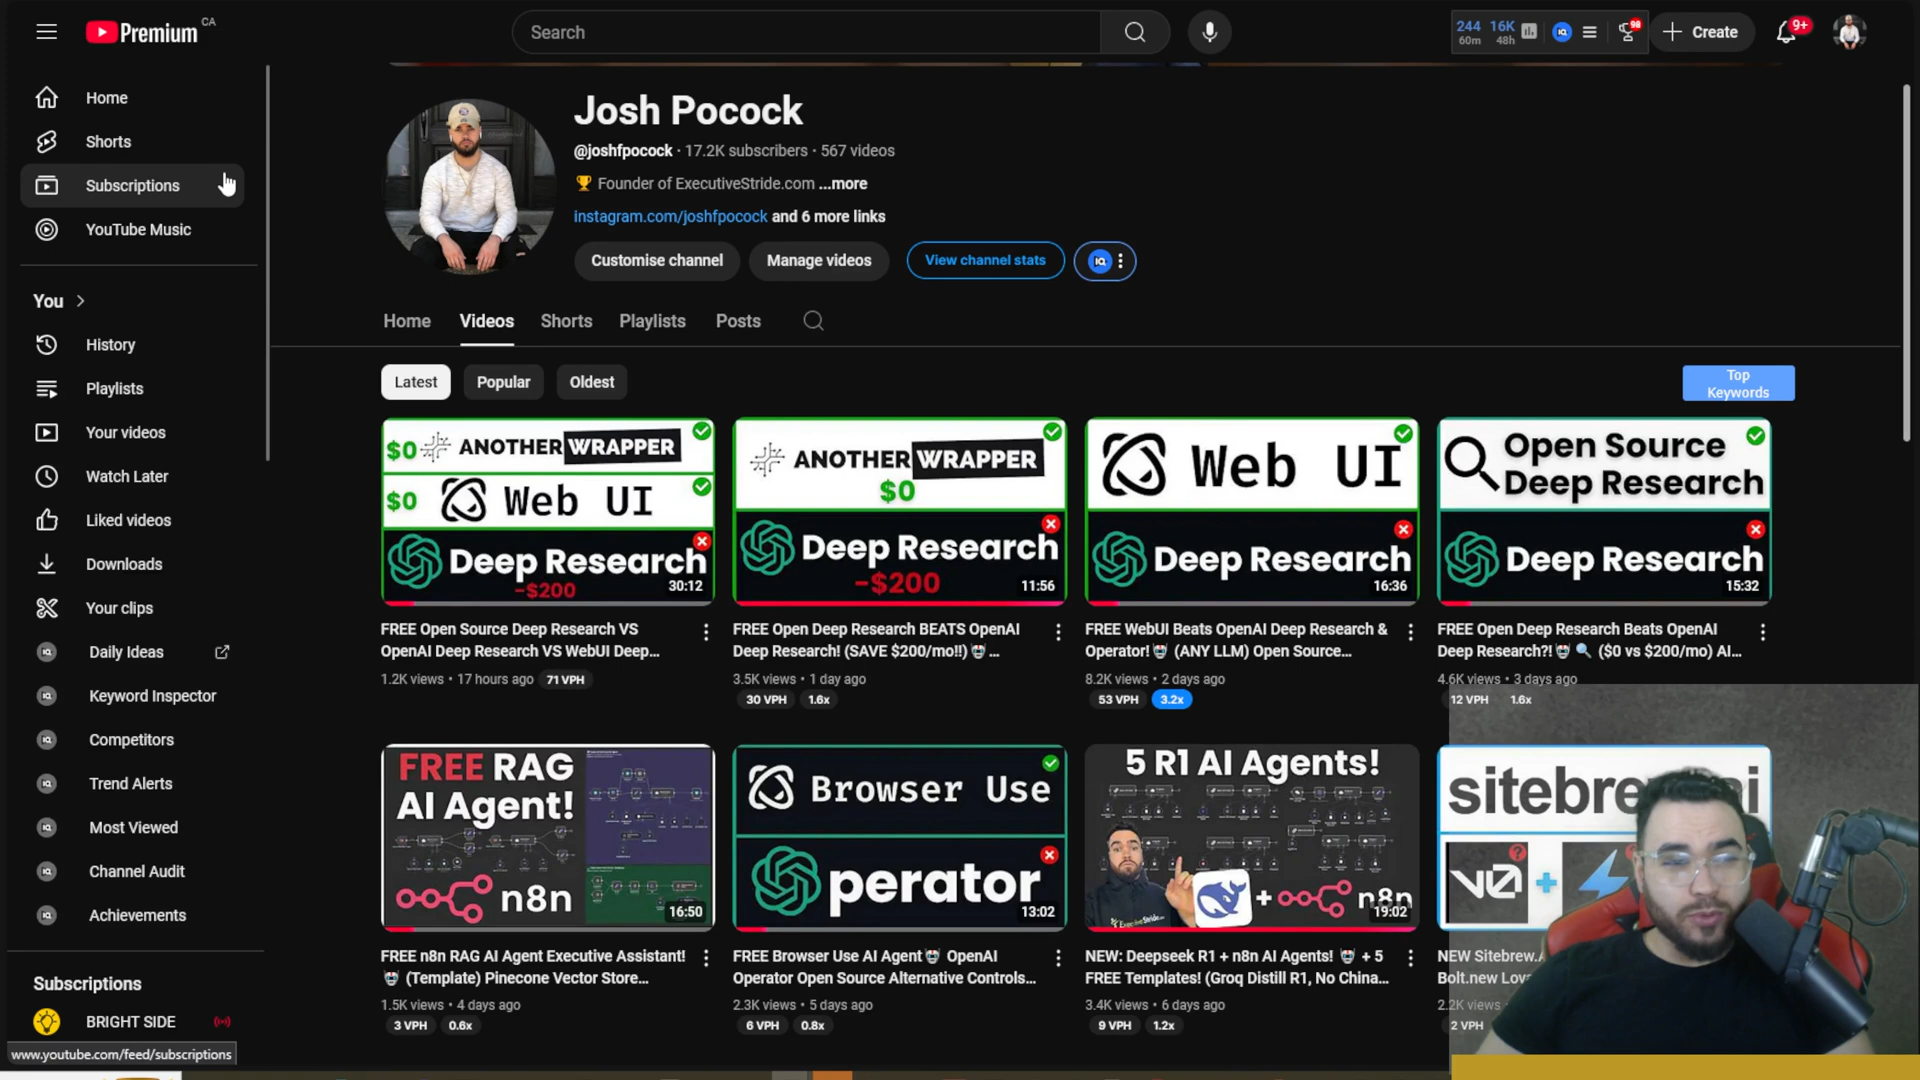 Premium CA
Search
244 16K
60m 48h
98
Create
9+
Home
Shorts
Subscriptions
YouTube Music
You
History
Playlists
Your videos
Watch Later
Liked videos
Downloads
Your clips
Daily Ideas
Keyword Inspector
Competitors
Trend Alerts
Most Viewed
Channel Audit
Achievements
Subscriptions
BRIGHT SIDE
www.youtube.com/feed/subscriptions
Josh Pocock
@joshfpocock · 17.2K subscribers · 567 videos
🏆 Founder of ExecutiveStride.com ...more
instagram.com/joshfpocock and 6 more links
Customise channel Manage videos View channel stats
Home Videos Shorts Playlists Posts
Latest Popular Oldest
Top
Keywords
$0 ANOTHER WRAPPER
$0 Web UI
Deep Research
-$200
30:12
FREE Open Source Deep Research VS
OpenAI Deep Research VS WebUI Deep...
1.2K views • 17 hours ago 71 VPH
ANOTHER WRAPPER
$0
Deep Research
-$200
11:56
FREE Open Deep Research BEATS OpenAI
Deep Research! (SAVE $200/mo!!) 🤖 ...
3.5K views • 1 day ago
30 VPH 1.6x
Web UI
Deep Research
16:36
FREE WebUI Beats OpenAI Deep Research &
Operator! 🤖 (ANY LLM) Open Source...
8.2K views • 2 days ago
53 VPH 3.2x
Open Source
Deep Research
Deep Research
15:32
FREE Open Deep Research Beats OpenAI
Deep Research?! 🤖 🔍 ($0 vs $200/mo) AI...
4.6K views • 3 days ago
12 VPH 1.6x
FREE RAG
AI Agent!
n8n
16:50
FREE n8n RAG AI Agent Executive Assistant!
🤖 (Template) Pinecone Vector Store...
1.5K views • 4 days ago
3 VPH 0.6x
Browser Use
perator
13:02
FREE Browser Use AI Agent 🤖 OpenAI
Operator Open Source Alternative Controls...
2.3K views • 5 days ago
6 VPH 0.8x
5 R1 AI Agents!
ExecutiveStride.com
+ n8n
19:02
NEW: Deepseek R1 + n8n AI Agents! 🤖 + 5
FREE Templates! (Groq Distill R1, No China...
3.4K views • 6 days ago
9 VPH 1.2x
sitebre ai
v0 +
NEW Sitebrew.A
Bolt.new Lov
2.2K views
2 VPH